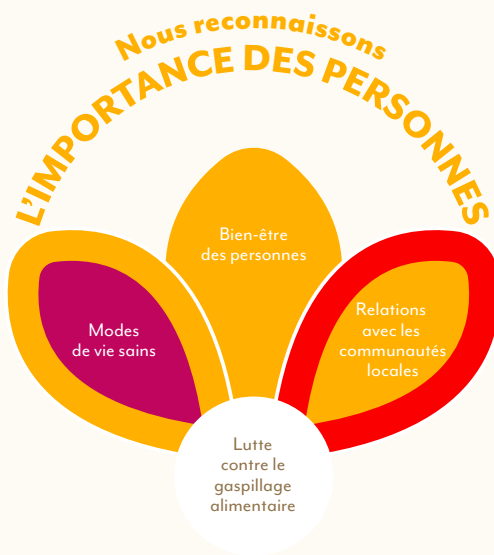 Nous reconnaissons
L'IMPORTANCE DES PERSONNES
Bien-être
des personnes
Modes
de vie sains
Relations
avec les
communautés
locales
Lutte
contre le
gaspillage
alimentaire